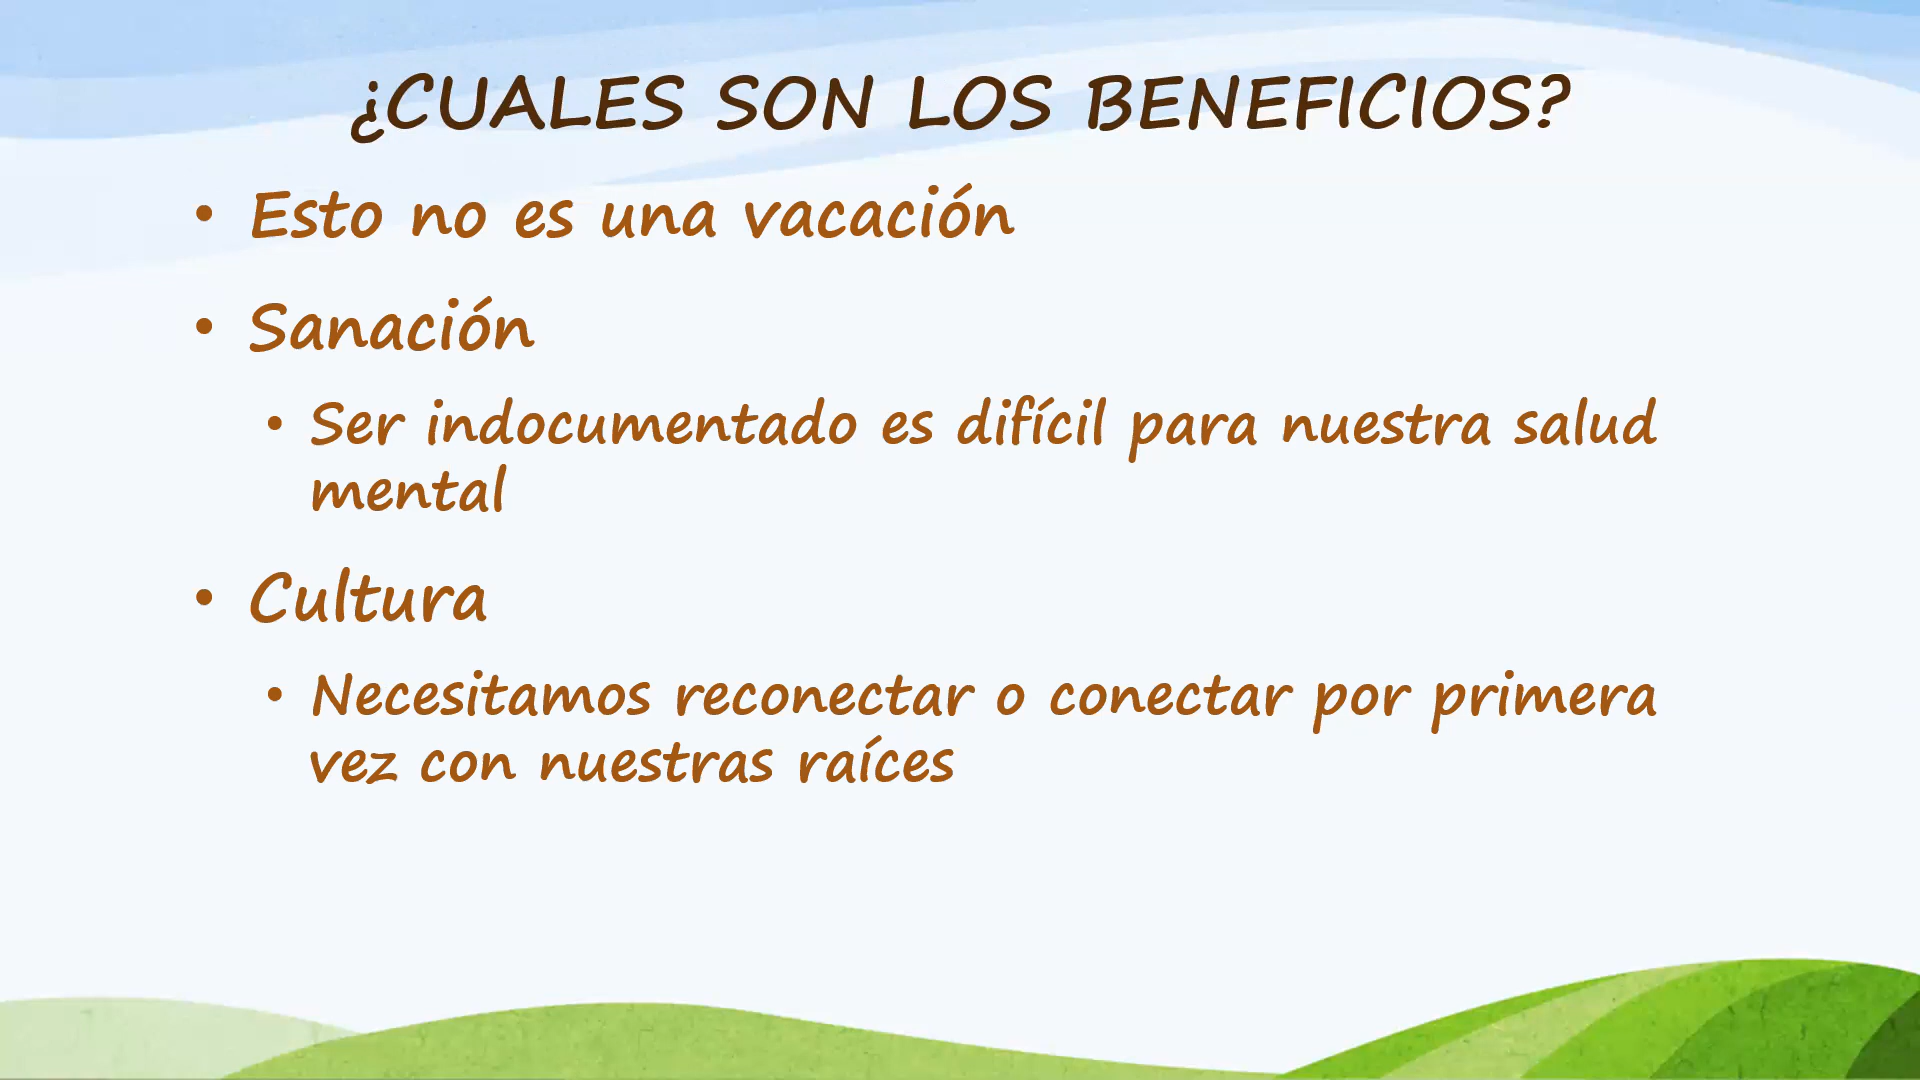 ¿CUALES SON LOS BENEFICIOS?
• Esto no es una vacación
• Sanación
• Ser indocumentado es difícil para nuestra salud
mental
• Cultura
• Necesitamos reconectar o conectar por primera
vez con nuestras raíces